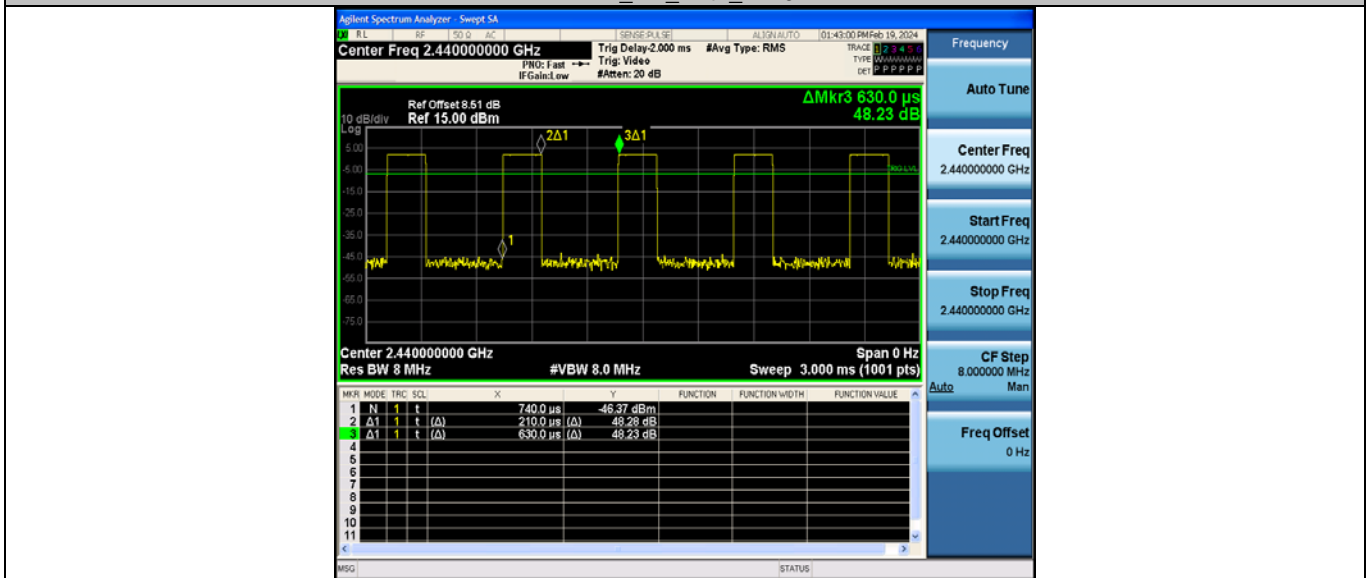 Agilent Spectrum Analyzer - Swept SA
RL RF 50 Ω AC SENSE:PULSE ALIGN AUTO 01:43:00 PM Feb 19, 2024
Center Freq 2.440000000 GHz
PNO: Fast
IFGain:Low
Trig Delay-2.000 ms
Trig: Video
#Atten: 20 dB
#Avg Type: RMS
TRACE 1 2 3 4 5 6
TYPE WWWWWW
DET P P P P P P
ΔMkr3 630.0 µs
48.23 dB
Ref Offset 8.51 dB
10 dB/div Ref 15.00 dBm
Log
2Δ1
3Δ1
5.00
-5.00
TRIG LVL
-15.0
-25.0
-35.0
1
-45.0
-55.0
-65.0
-75.0
Center 2.440000000 GHz Span 0 Hz
Res BW 8 MHz #VBW 8.0 MHz Sweep 3.000 ms (1001 pts)
MKR MODE TRC SCL X Y FUNCTION FUNCTION WIDTH FUNCTION VALUE
1 N 1 t 740.0 µs -46.37 dBm
2 Δ1 1 t (Δ) 210.0 µs (Δ) 48.28 dB
3 Δ1 1 t (Δ) 630.0 µs (Δ) 48.23 dB
4
5
6
7
8
9
10
11
MSG STATUS
Frequency
Auto Tune
Center Freq
2.440000000 GHz
Start Freq
2.440000000 GHz
Stop Freq
2.440000000 GHz
CF Step
8.000000 MHz
Auto Man
Freq Offset
0 Hz